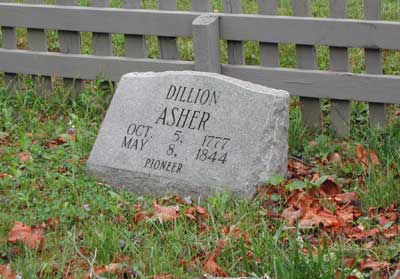 DILLION
ASHER
OCT. 5, 1777
MAY 8, 1844
PIONEER